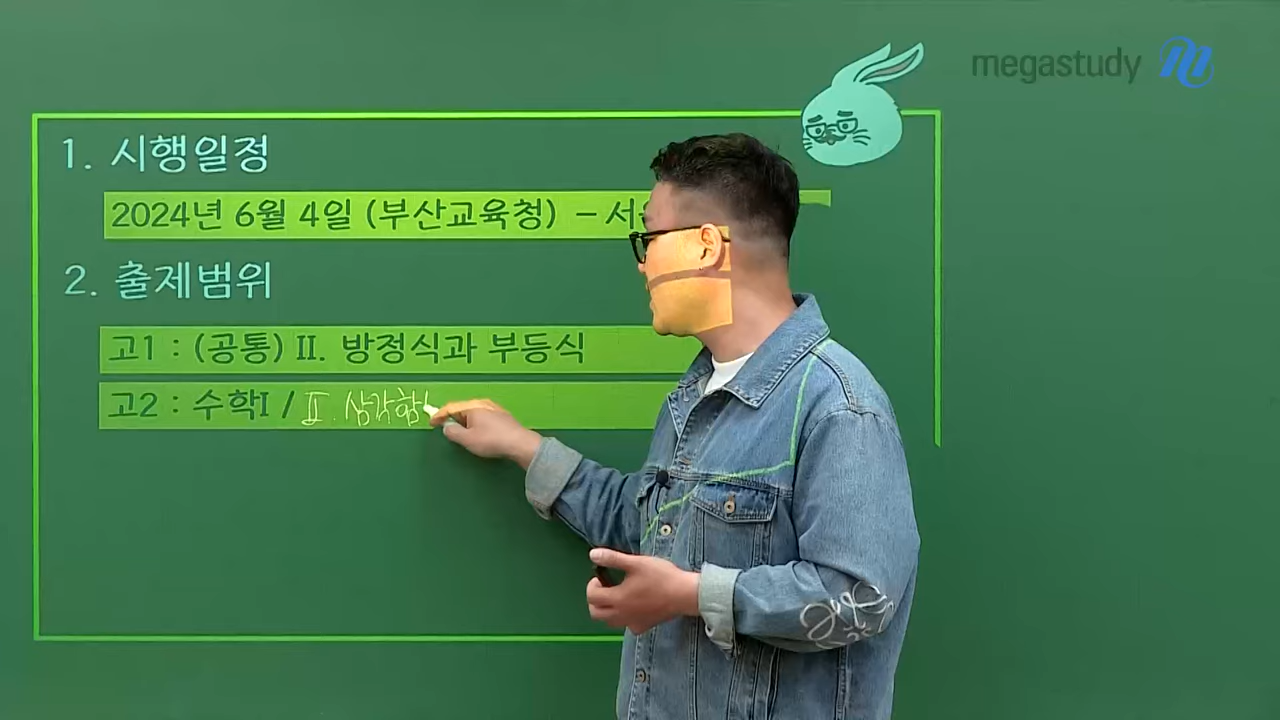 megastudy
1. 시행일정
2024년 6월 4일 (부산교육청) - 서
2. 출제범위
고1 : (공통) II. 방정식과 부등식
고2 : 수학I / II. 삼각함